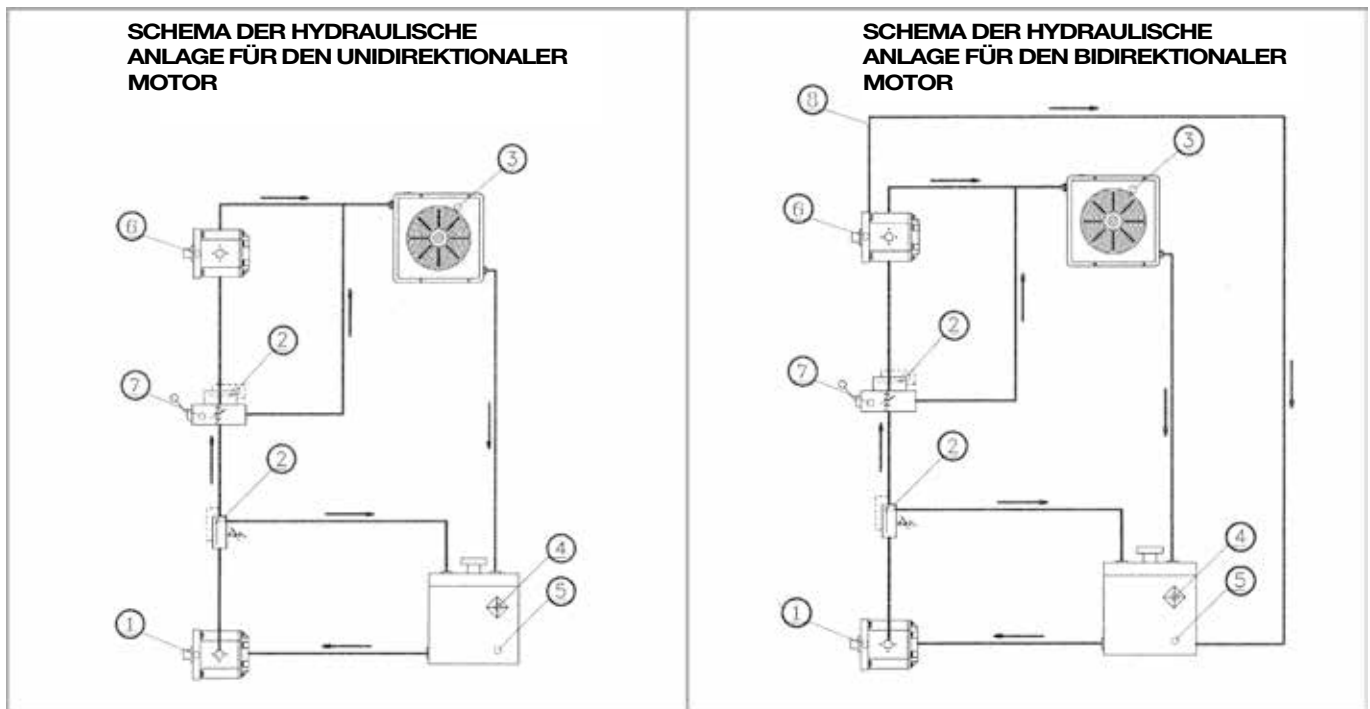 SCHEMA DER HYDRAULISCHE
ANLAGE FÜR DEN UNIDIREKTIONALER
MOTOR
3
6
2
7
2
4
5
1
SCHEMA DER HYDRAULISCHE
ANLAGE FÜR DEN BIDIREKTIONALER
MOTOR
8
3
6
2
7
2
4
5
1